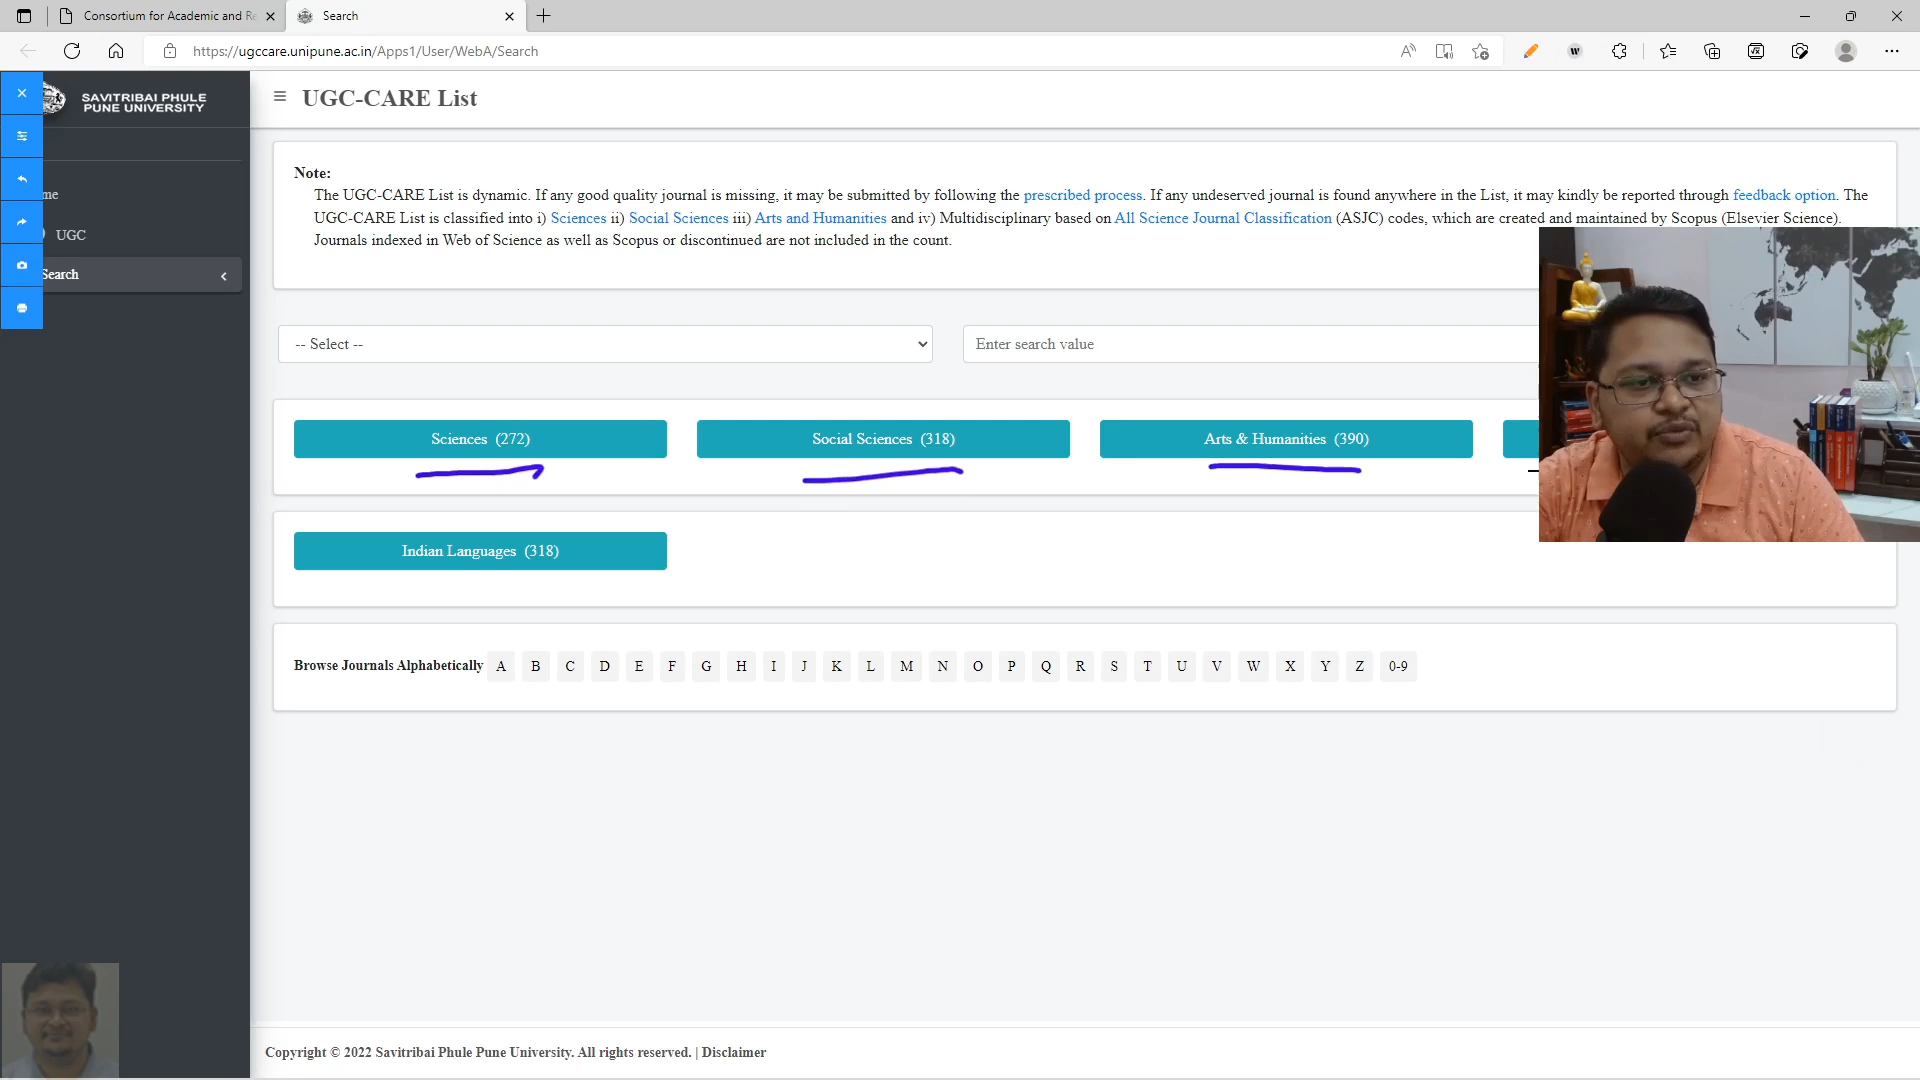 Consortium for Academic and Re
Search
https://ugccare.unipune.ac.in/Apps1/User/WebA/Search
SAVITRIBAI PHULE
PUNE UNIVERSITY
me
UGC
Search
UGC-CARE List
Note:
The UGC-CARE List is dynamic. If any good quality journal is missing, it may be submitted by following the prescribed process. If any undeserved journal is found anywhere in the List, it may kindly be reported through feedback option. The
UGC-CARE List is classified into i) Sciences ii) Social Sciences iii) Arts and Humanities and iv) Multidisciplinary based on All Science Journal Classification (ASJC) codes, which are created and maintained by Scopus (Elsevier Science).
Journals indexed in Web of Science as well as Scopus or discontinued are not included in the count.
-- Select --
Enter search value
Sciences (272)
Social Sciences (318)
Arts & Humanities (390)
Indian Languages (318)
Browse Journals Alphabetically A B C D E F G H I J K L M N O P Q R S T U V W X Y Z 0-9
Copyright © 2022 Savitribai Phule Pune University. All rights reserved. | Disclaimer